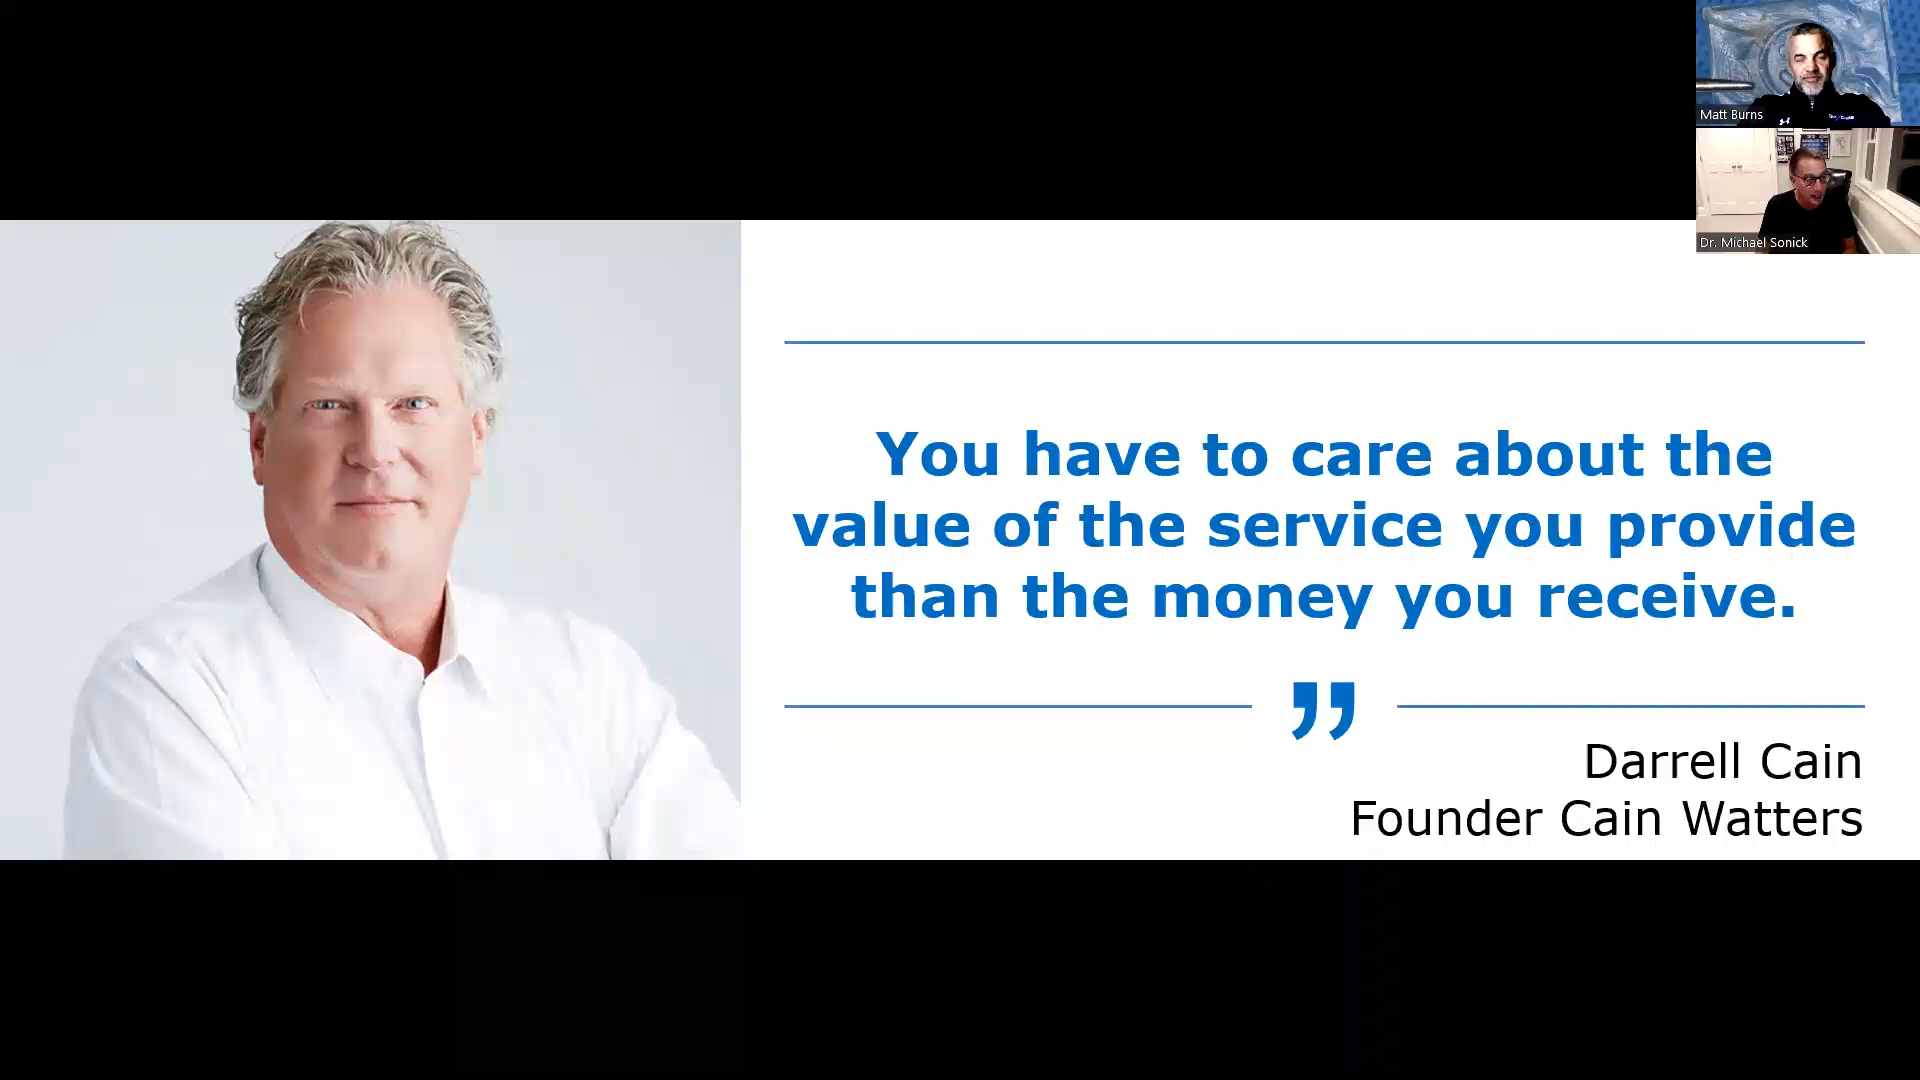 Matt Burns
Dr. Michael Sonick
You have to care about the
value of the service you provide
than the money you receive.
”
Darrell Cain
Founder Cain Watters